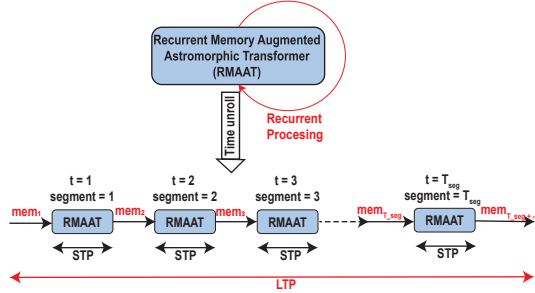 Recurrent Memory Augmented
Astromorphic Transformer
(RMAAT)
Recurrent
Procesing
Time unroll
t = 1
segment = 1
t = 2
segment = 2
t = 3
segment = 3
t = T_seg
segment = T_seg
mem₁
RMAAT
mem₂
RMAAT
mem₃
RMAAT
mem_T_seg
RMAAT
mem_T_seg +
STP
STP
STP
STP
LTP